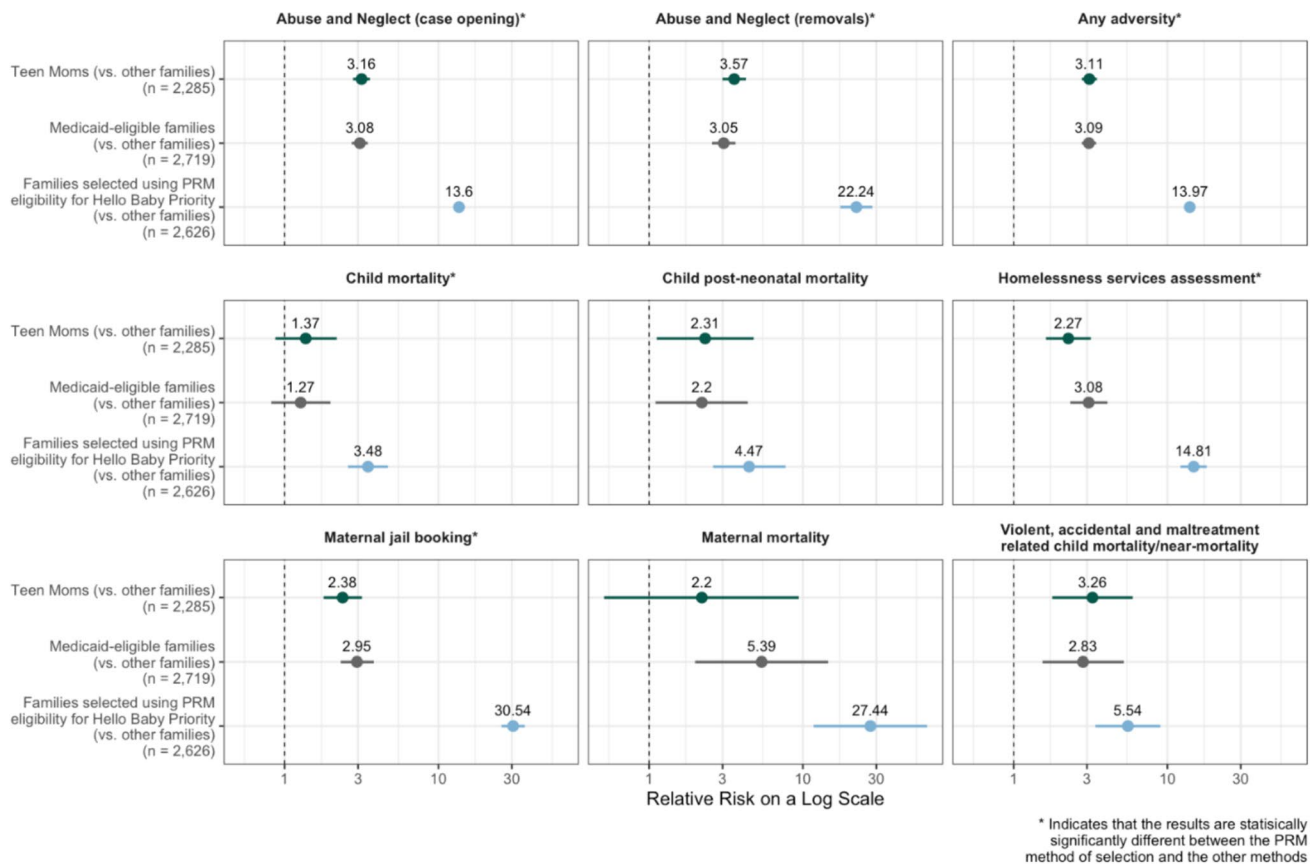 Abuse and Neglect (case opening)*
Abuse and Neglect (removals)*
Any adversity*
Teen Moms (vs. other families)
(n = 2,285)
3.16
3.57
3.11
Medicaid-eligible families
(vs. other families)
(n = 2,719)
3.08
3.05
3.09
Families selected using PRM
eligibility for Hello Baby Priority
(vs. other families)
(n = 2,626)
13.6
22.24
13.97
Child mortality*
Child post-neonatal mortality
Homelessness services assessment*
Teen Moms (vs. other families)
(n = 2,285)
1.37
2.31
2.27
Medicaid-eligible families
(vs. other families)
(n = 2,719)
1.27
2.2
3.08
Families selected using PRM
eligibility for Hello Baby Priority
(vs. other families)
(n = 2,626)
3.48
4.47
14.81
Maternal jail booking*
Maternal mortality
Violent, accidental and maltreatment
related child mortality/near-mortality
Teen Moms (vs. other families)
(n = 2,285)
2.38
2.2
3.26
Medicaid-eligible families
(vs. other families)
(n = 2,719)
2.95
5.39
2.83
Families selected using PRM
eligibility for Hello Baby Priority
(vs. other families)
(n = 2,626)
30.54
27.44
5.54
1 3 10 30
1 3 10 30
1 3 10 30
Relative Risk on a Log Scale
* Indicates that the results are statisically
significantly different between the PRM
method of selection and the other methods